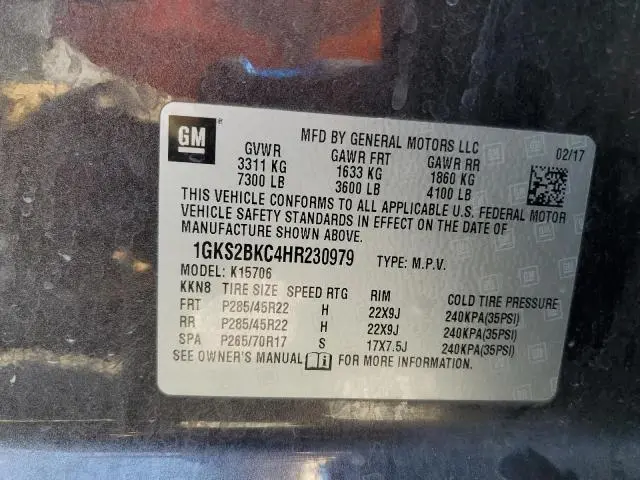 GM
MFD BY GENERAL MOTORS LLC 02/17
GVWR GAWR FRT GAWR RR
3311 KG 1633 KG 1860 KG
7300 LB 3600 LB 4100 LB
THIS VEHICLE CONFORMS TO ALL APPLICABLE U.S. FEDERAL MOTOR
VEHICLE SAFETY STANDARDS IN EFFECT ON THE DATE OF
MANUFACTURE SHOWN ABOVE.
1GKS2BKC4HR230979 TYPE: M.P.V.
MODEL: K15706
KKN8 TIRE SIZE SPEED RTG RIM COLD TIRE PRESSURE
FRT P285/45R22 H 22X9J 240KPA(35PSI)
RR P285/45R22 H 22X9J 240KPA(35PSI)
SPA P265/70R17 S 17X7.5J 240KPA(35PSI)
SEE OWNER'S MANUAL FOR MORE INFORMATION.